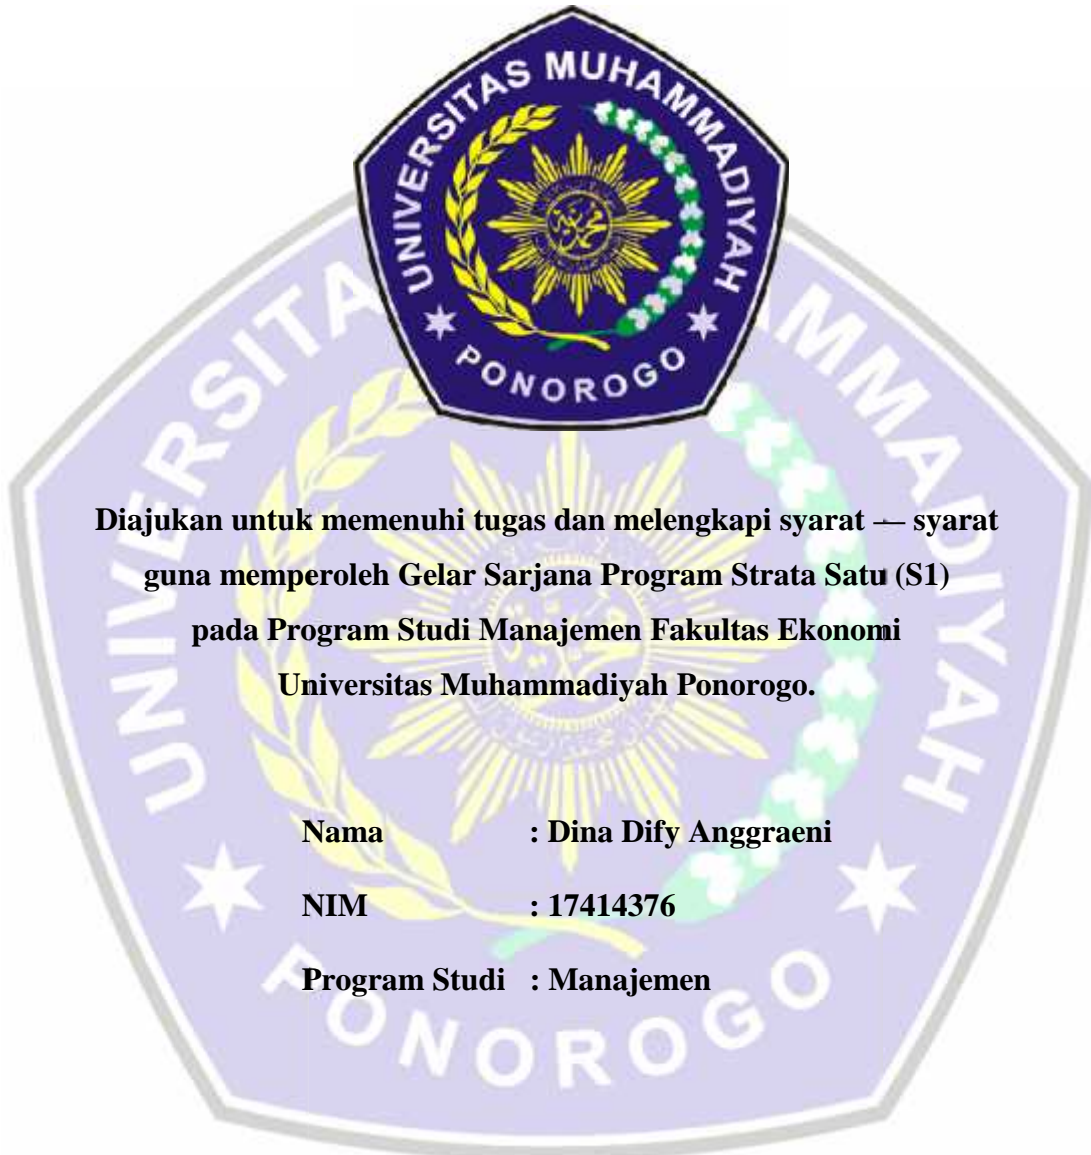 UNIVERSITAS MUHAMMADIYAH
PONOROGO
Diajukan untuk memenuhi tugas dan melengkapi syarat — syarat
guna memperoleh Gelar Sarjana Program Strata Satu (S1)
pada Program Studi Manajemen Fakultas Ekonomi
Universitas Muhammadiyah Ponorogo.
Nama : Dina Dify Anggraeni
NIM : 17414376
Program Studi : Manajemen